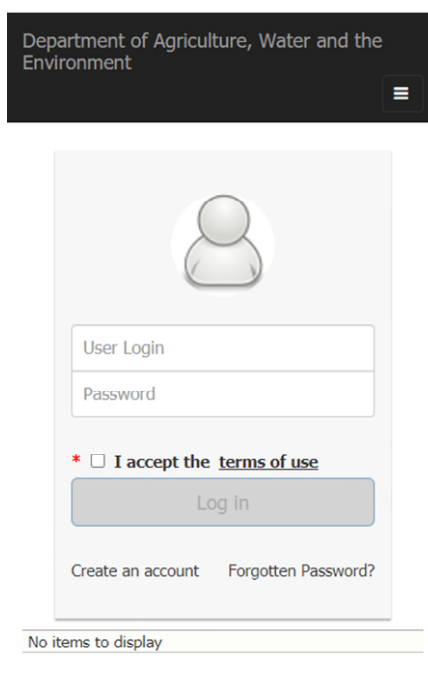 Department of Agriculture, Water and the
Environment
User Login
Password
* I accept the terms of use
Log in
Create an account Forgotten Password?
No items to display